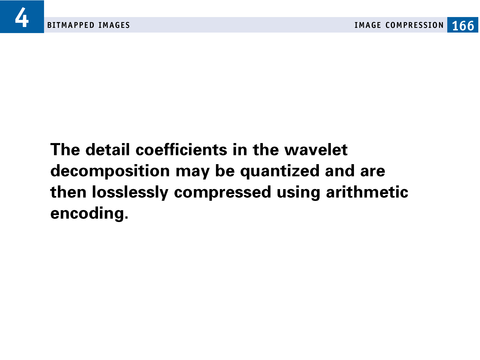 4
BITMAPPED IMAGES
IMAGE COMPRESSION 166
The detail coefficients in the wavelet
decomposition may be quantized and are
then losslessly compressed using arithmetic
encoding.